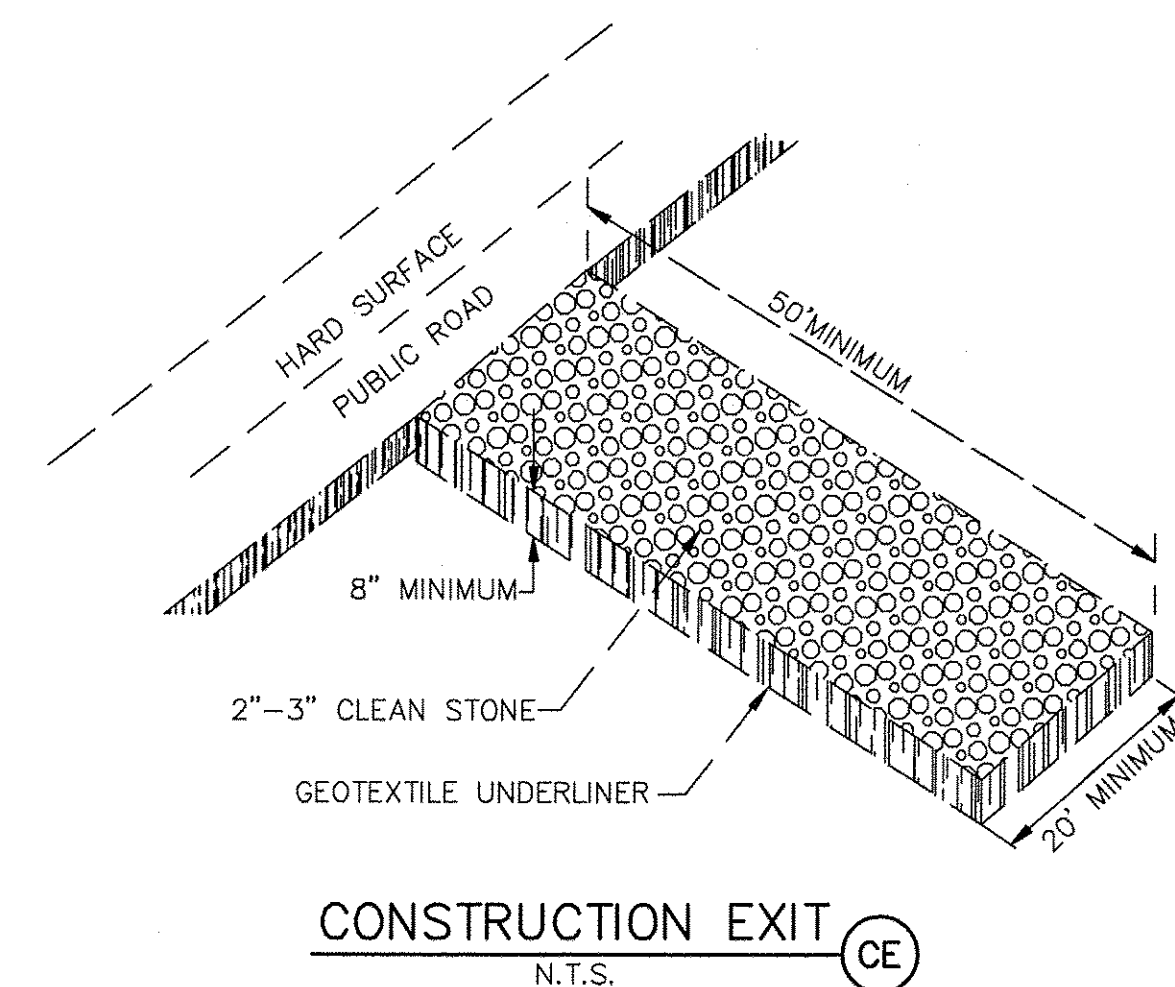 HARD SURFACE
PUBLIC ROAD
50'MINIMUM
8" MINIMUM
2"-3" CLEAN STONE
GEOTEXTILE UNDERLINER
20' MINIMUM
CONSTRUCTION EXIT
CE
N.T.S.